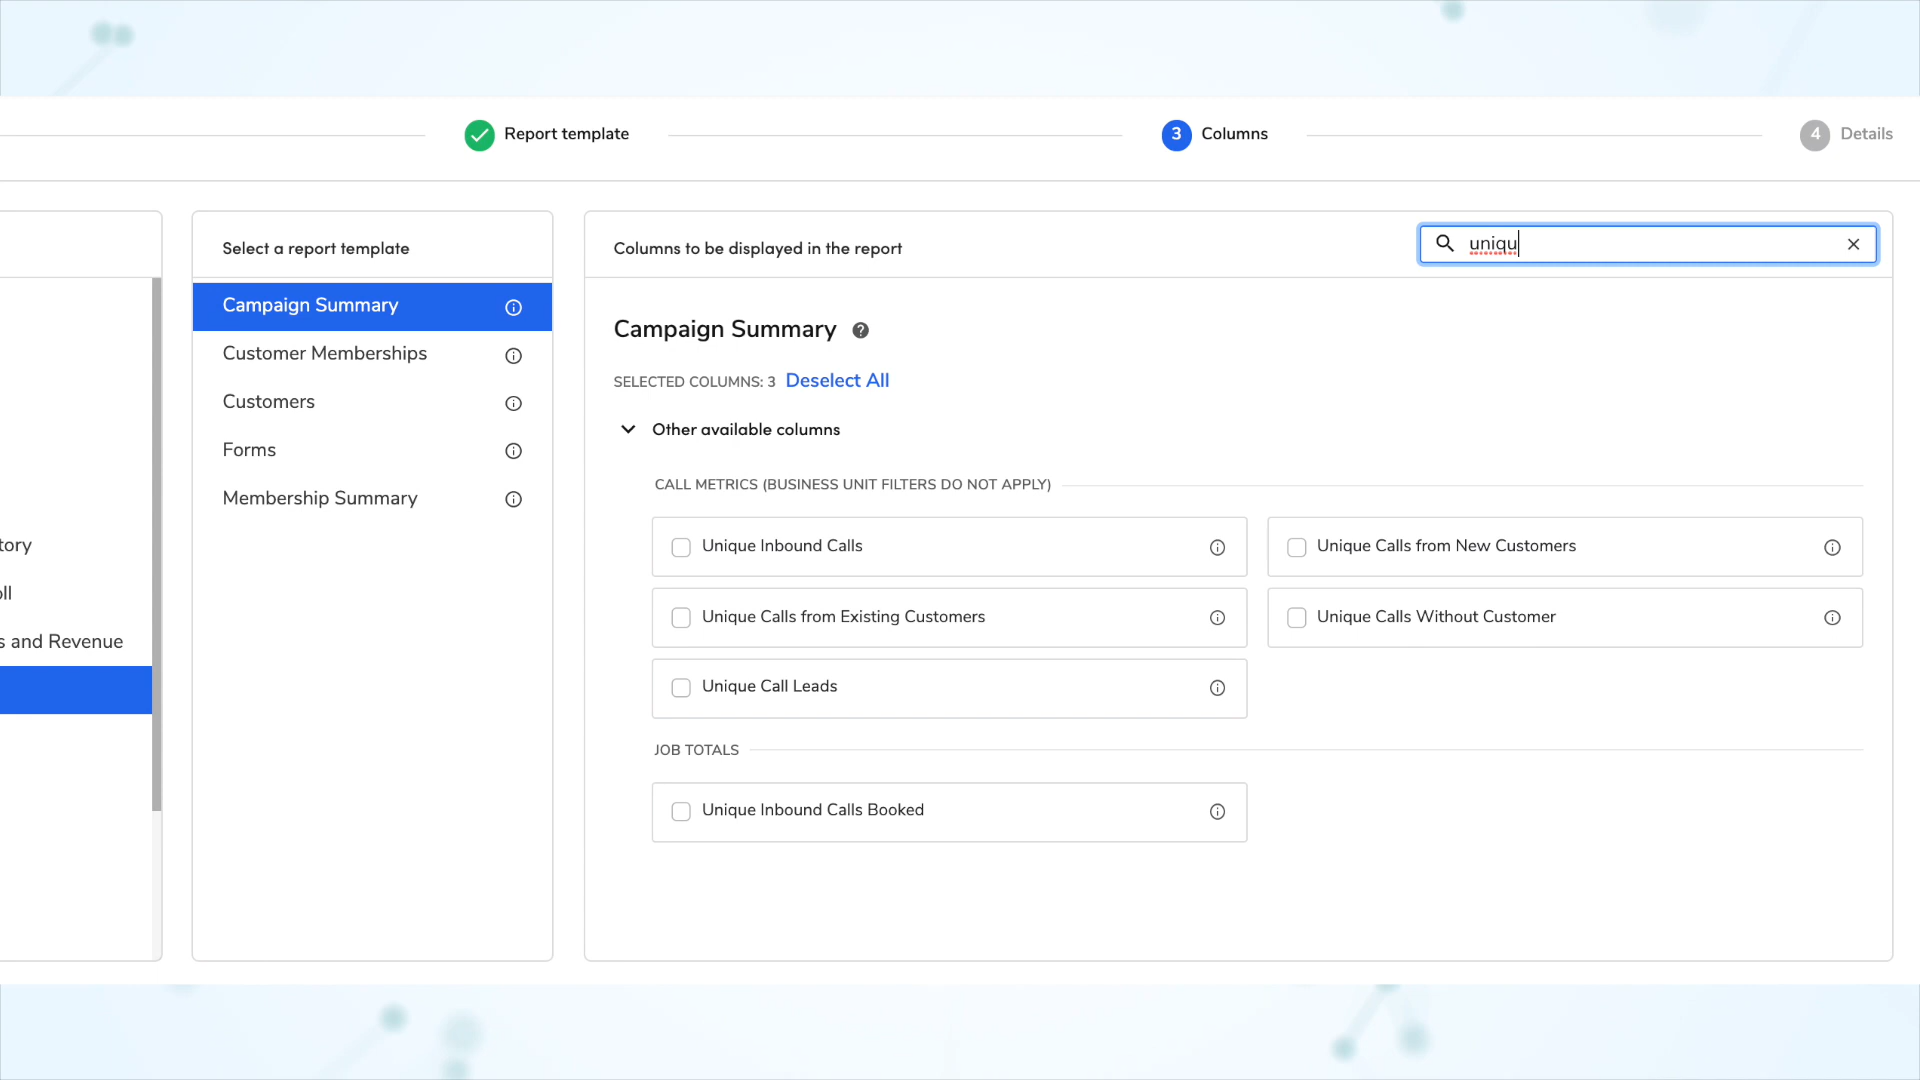 Report template
3 Columns
4 Details
Select a report template
Columns to be displayed in the report
uniqu
Campaign Summary
Customer Memberships
Customers
Forms
Membership Summary
tory
oll
s and Revenue
Campaign Summary
SELECTED COLUMNS: 3 Deselect All
Other available columns
CALL METRICS (BUSINESS UNIT FILTERS DO NOT APPLY)
Unique Inbound Calls
Unique Calls from New Customers
Unique Calls from Existing Customers
Unique Calls Without Customer
Unique Call Leads
JOB TOTALS
Unique Inbound Calls Booked